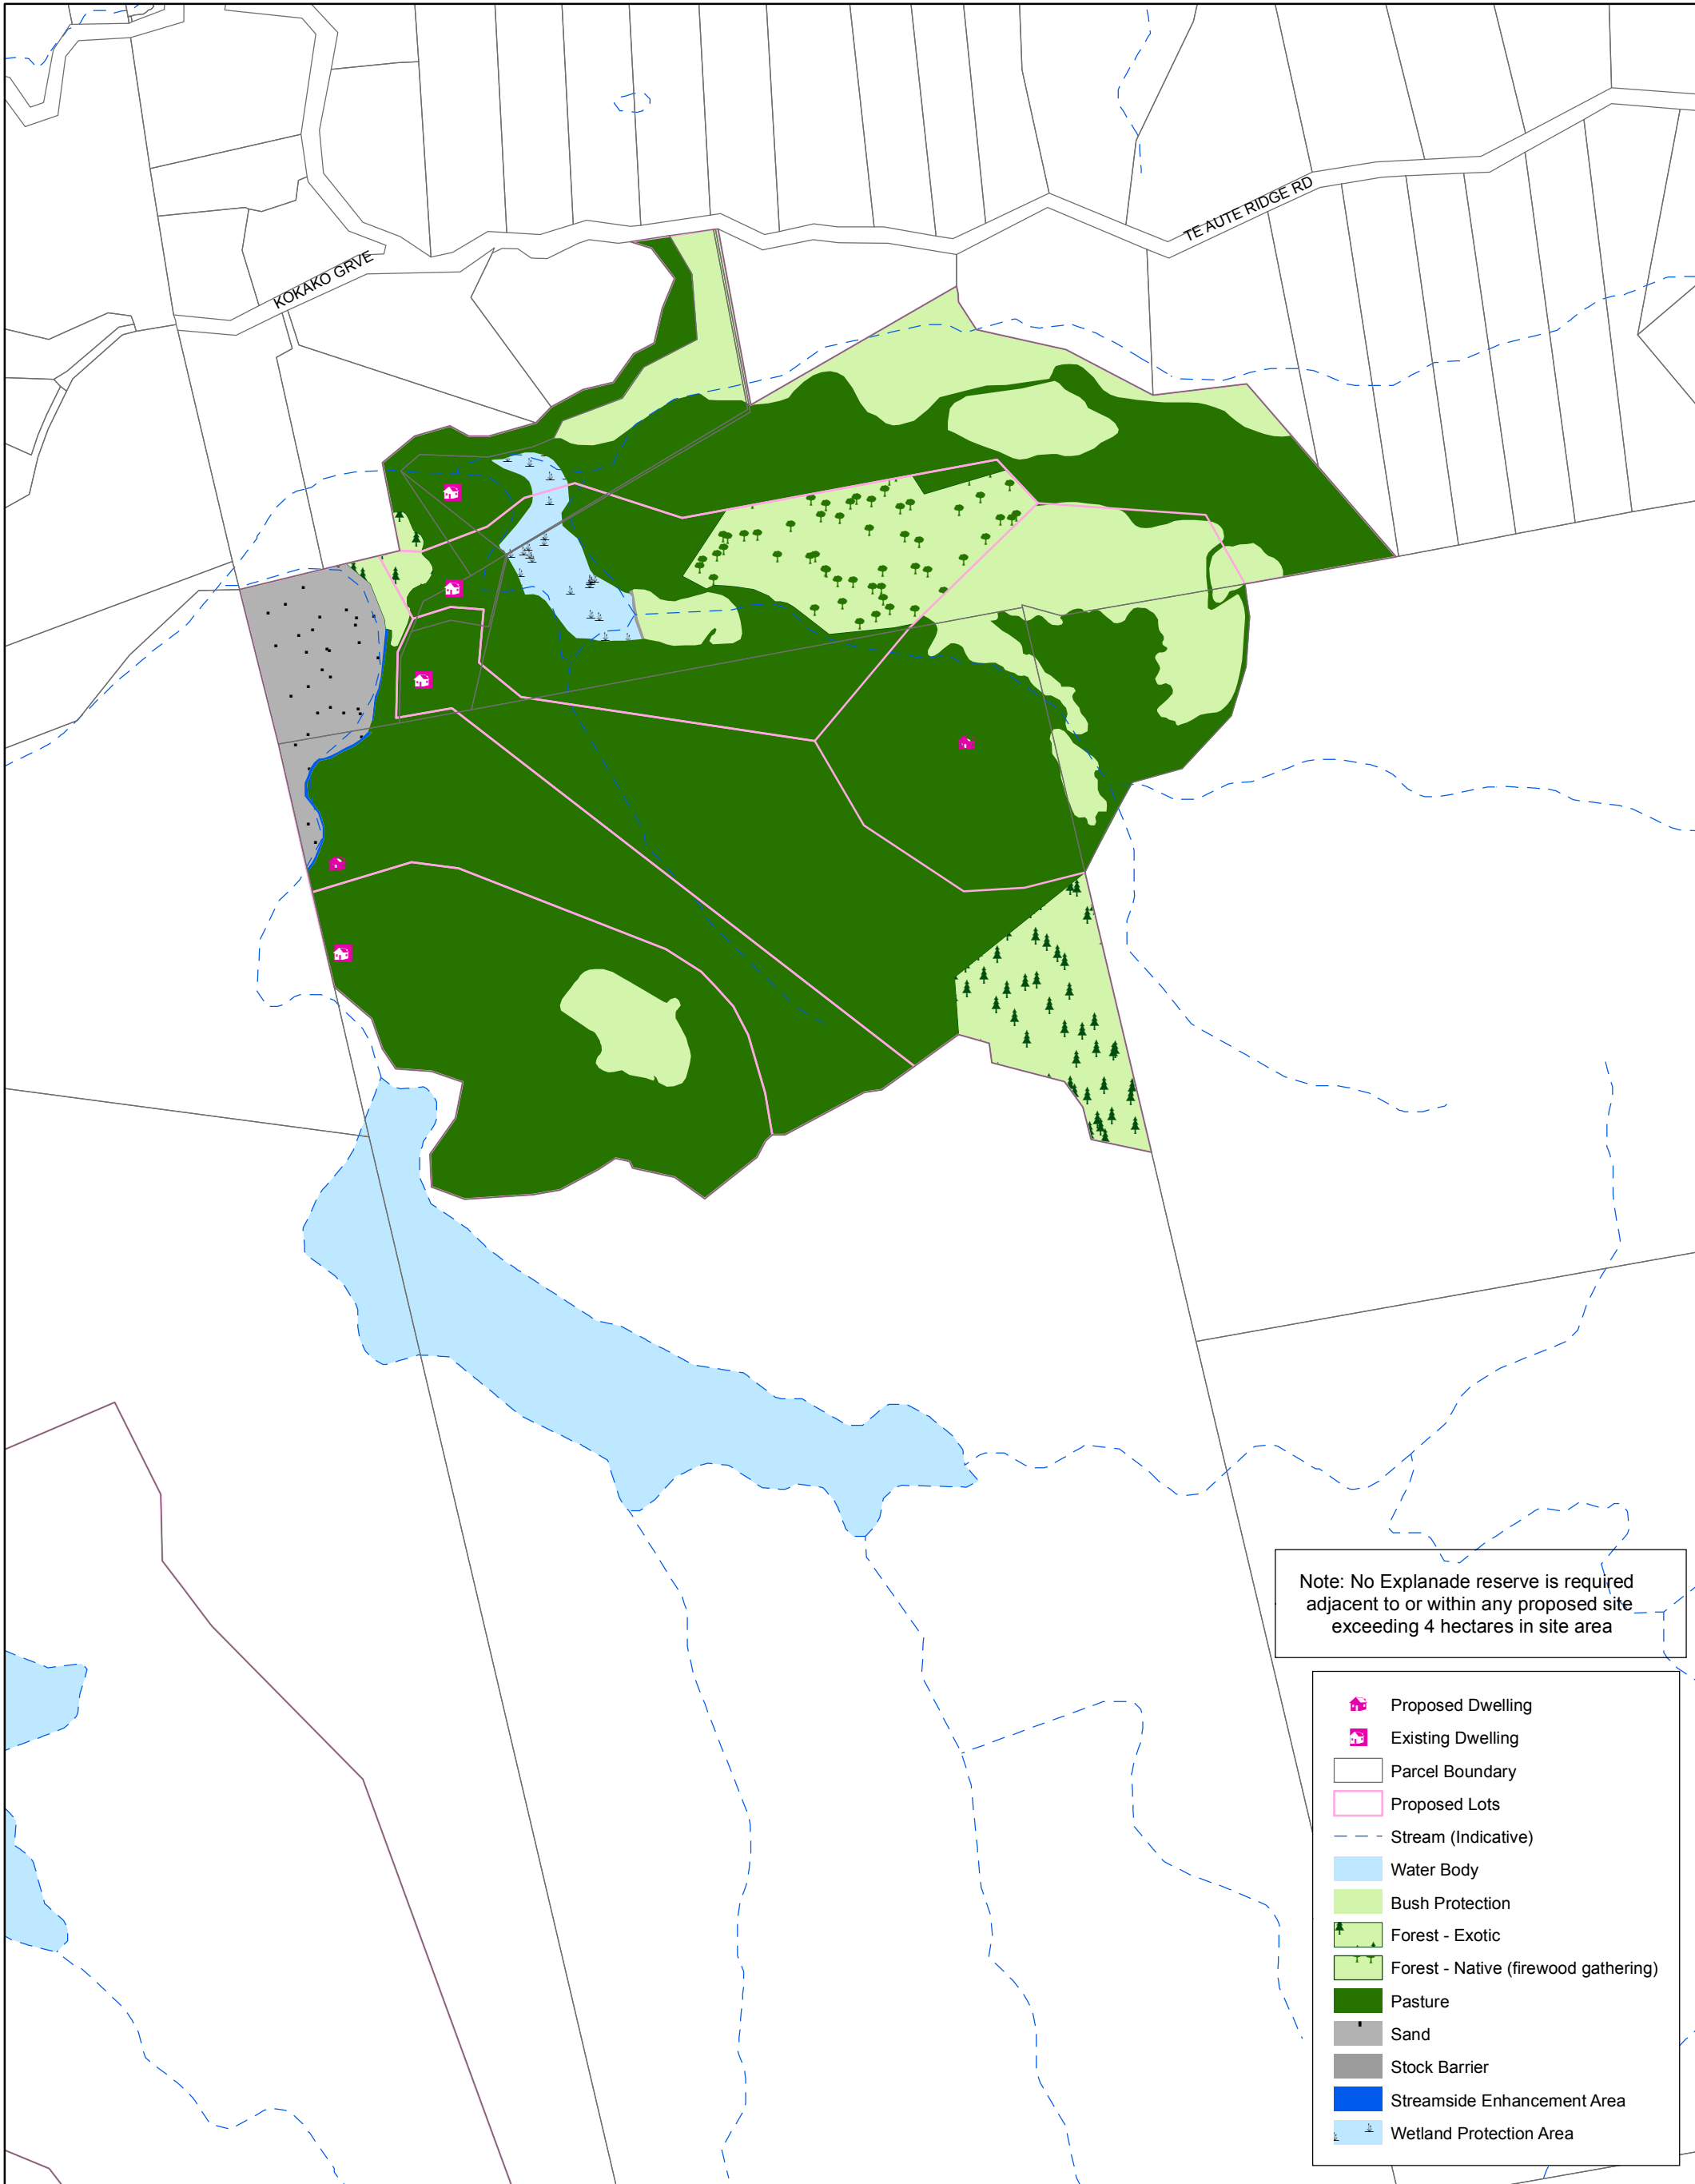 TE AUTE RIDGE RD
KOKAKO GRVE
Note: No Explanade reserve is required
adjacent to or within any proposed site
exceeding 4 hectares in site area
Proposed Dwelling
Existing Dwelling
Parcel Boundary
Proposed Lots
Stream (Indicative)
Water Body
Bush Protection
Forest - Exotic
Forest - Native (firewood gathering)
Pasture
Sand
Stock Barrier
Streamside Enhancement Area
Wetland Protection Area